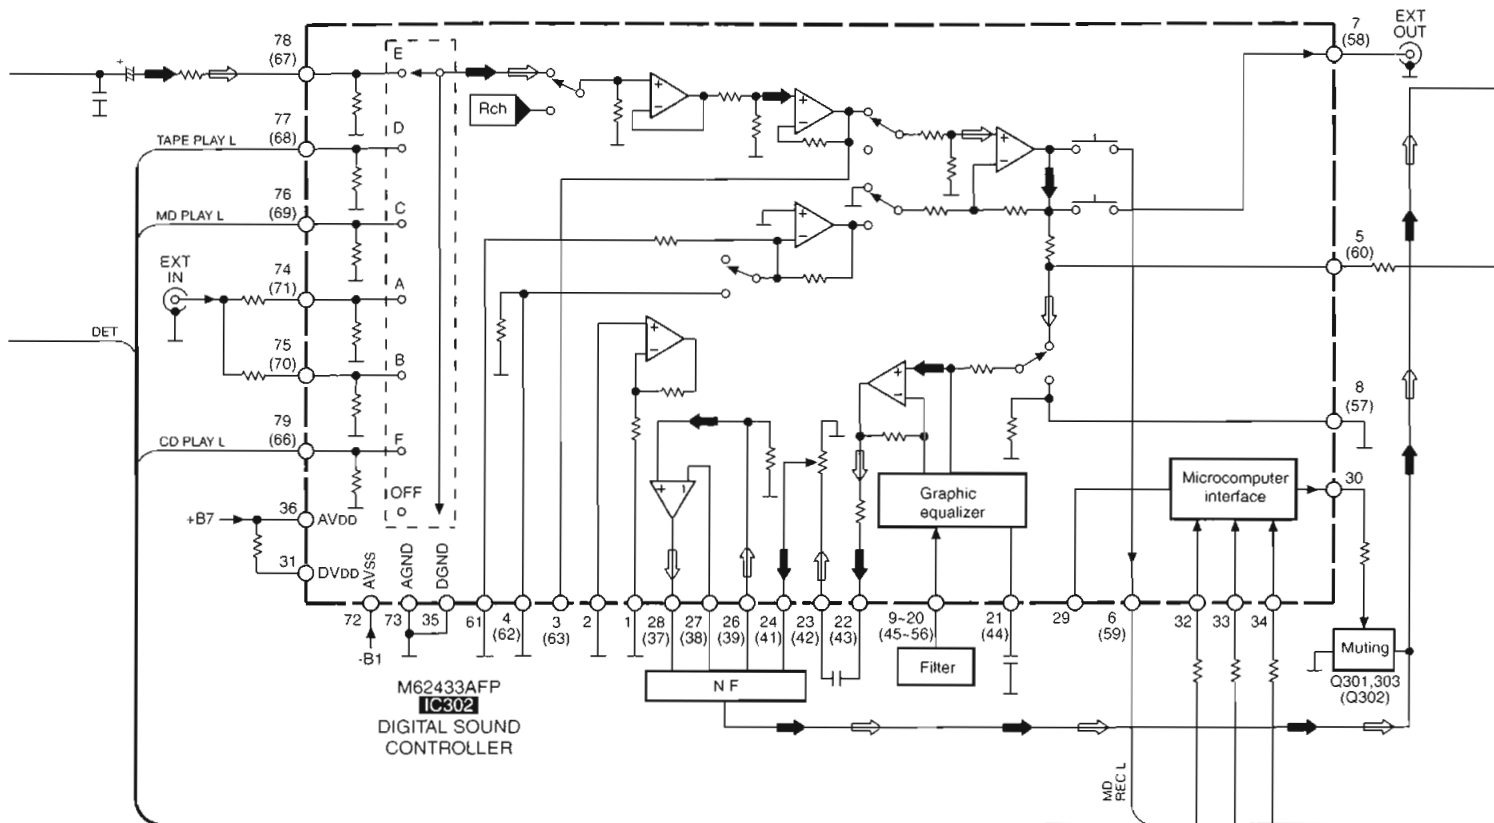 78
(67)
E
7
(58)
EXT
OUT
+
Rch
+
−
+
−
77
(68)
TAPE PLAY L
D
+
−
1
76
(69)
MD PLAY L
C
1
+
−
5
(60)
EXT
IN
74
(71)
A
DET
75
(70)
B
+
−
+
−
8
(57)
79
(66)
CD PLAY L
F
Microcomputer
interface
30
OFF
+
1
Graphic
equalizer
+B7
36
AVDD
31
DVDD
AVSS
AGND
DGND
72
73
35
61
4
(62)
3
(63)
2
1
28
(37)
27
(38)
26
(39)
24
(41)
23
(42)
22
(43)
9~20
(45~56)
21
(44)
29
6
(59)
32
33
34
-B1
Filter
Muting
Q301,303
(Q302)
M62433AFP
IC302
DIGITAL SOUND
CONTROLLER
N F
MD
REC L